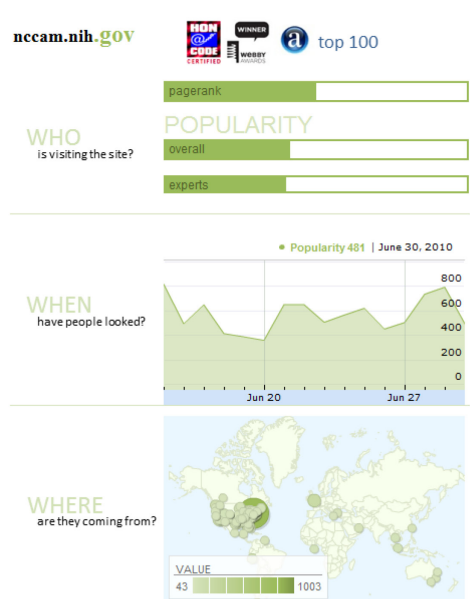 nccam.nih.gov
HON
@
CODE
CERTIFIED
WINNER
WEBBY
AWARDS
a
top 100
pagerank
WHO
is visiting the site?
POPULARITY
overall
experts
Popularity 481 | June 30, 2010
WHEN
have people looked?
800
600
400
200
0
Jun 20
Jun 27
WHERE
are they coming from?
VALUE
43
1003